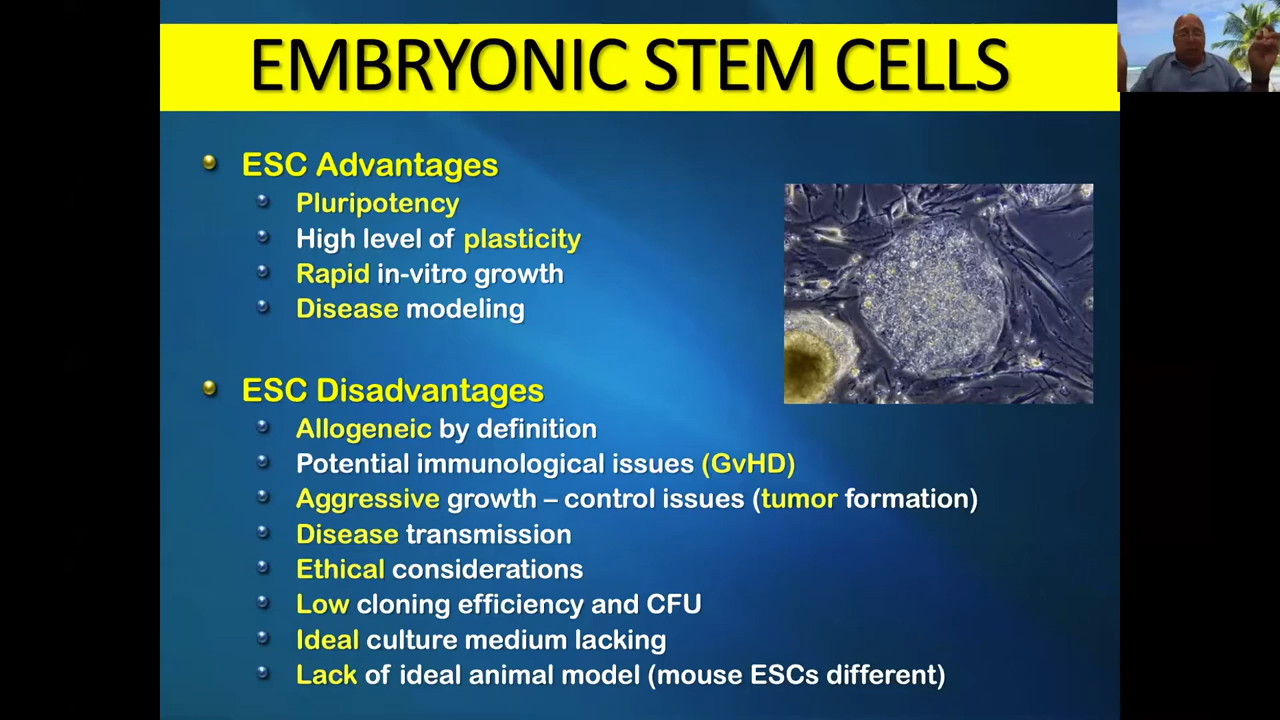 EMBRYONIC STEM CELLS
ESC Advantages
Pluripotency
High level of plasticity
Rapid in-vitro growth
Disease modeling
ESC Disadvantages
Allogeneic by definition
Potential immunological issues (GvHD)
Aggressive growth – control issues (tumor formation)
Disease transmission
Ethical considerations
Low cloning efficiency and CFU
Ideal culture medium lacking
Lack of ideal animal model (mouse ESCs different)